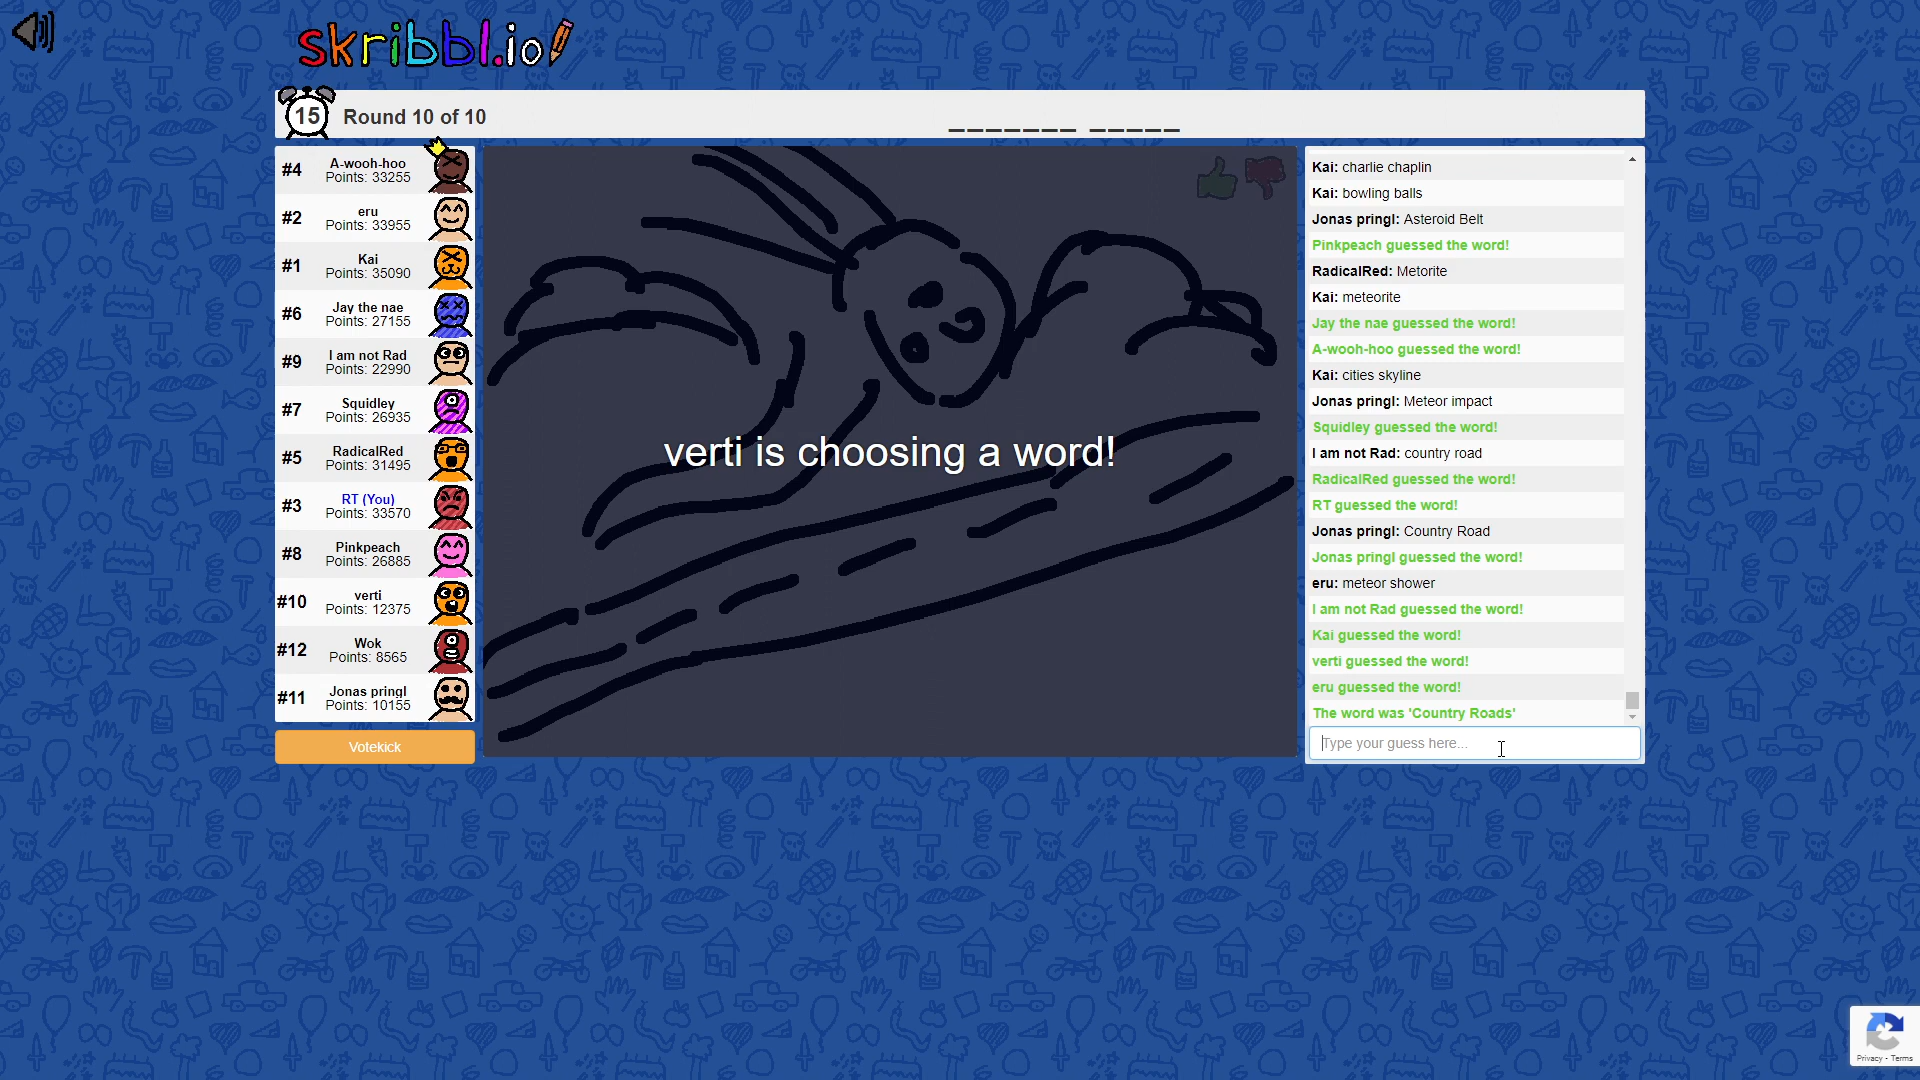 skribbl.io
15
Round 10 of 10
_______ _____
#4
A-wooh-hoo
Points: 33255
#2
eru
Points: 33955
#1
Kai
Points: 35090
#6
Jay the nae
Points: 27155
#9
I am not Rad
Points: 22990
#7
Squidley
Points: 26935
#5
RadicalRed
Points: 31495
#3
RT (You)
Points: 33570
#8
Pinkpeach
Points: 26885
#10
verti
Points: 12375
#12
Wok
Points: 8565
#11
Jonas pringl
Points: 10155
Votekick
verti is choosing a word!
Kai: charlie chaplin
Kai: bowling balls
Jonas pringl: Asteroid Belt
Pinkpeach guessed the word!
RadicalRed: Metorite
Kai: meteorite
Jay the nae guessed the word!
A-wooh-hoo guessed the word!
Kai: cities skyline
Jonas pringl: Meteor impact
Squidley guessed the word!
I am not Rad: country road
RadicalRed guessed the word!
RT guessed the word!
Jonas pringl: Country Road
Jonas pringl guessed the word!
eru: meteor shower
I am not Rad guessed the word!
Kai guessed the word!
verti guessed the word!
eru guessed the word!
The word was 'Country Roads'
Type your guess here...
Privacy - Terms